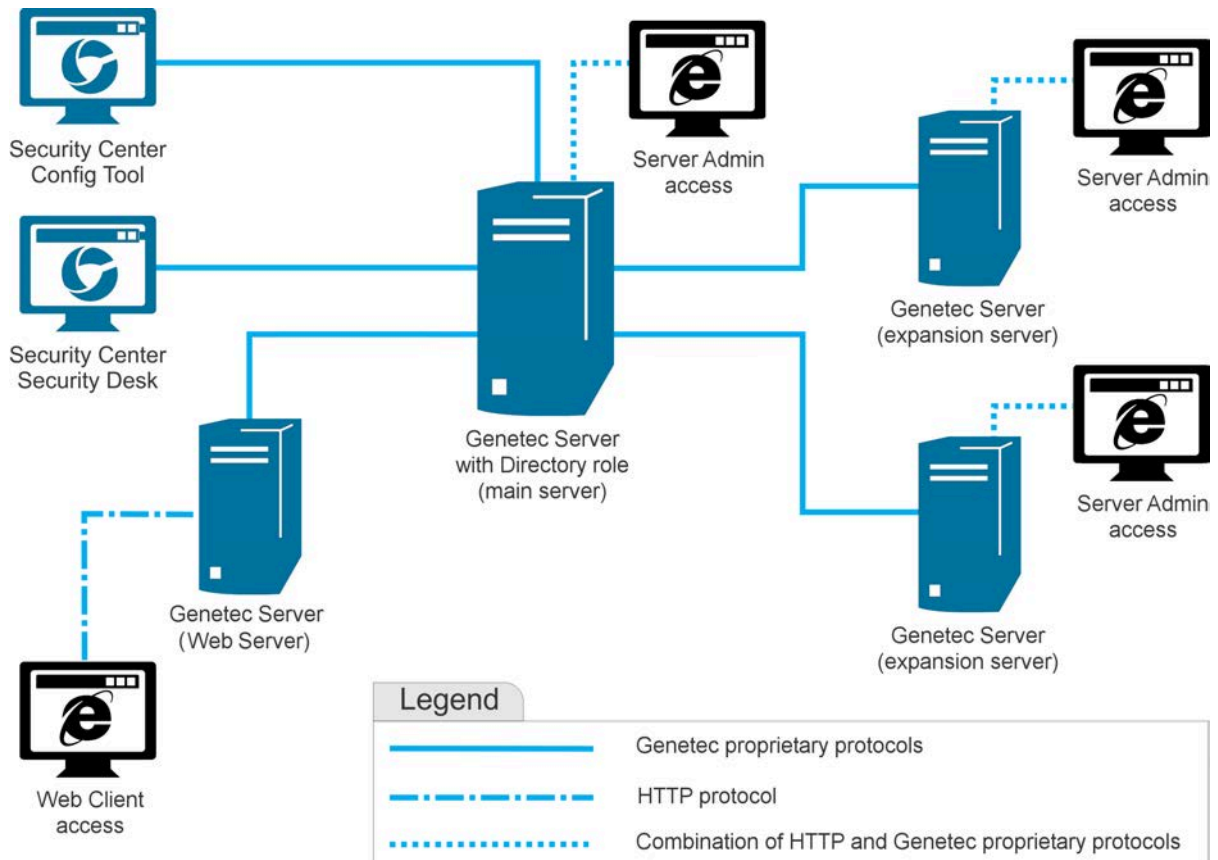 Security Center
Config Tool
Server Admin
access
Server Admin
access
Security Center
Security Desk
Genetec Server
(expansion server)
Genetec Server
with Directory role
(main server)
Server Admin
access
Genetec Server
(Web Server)
Genetec Server
(expansion server)
Web Client
access
Legend
Genetec proprietary protocols
HTTP protocol
Combination of HTTP and Genetec proprietary protocols